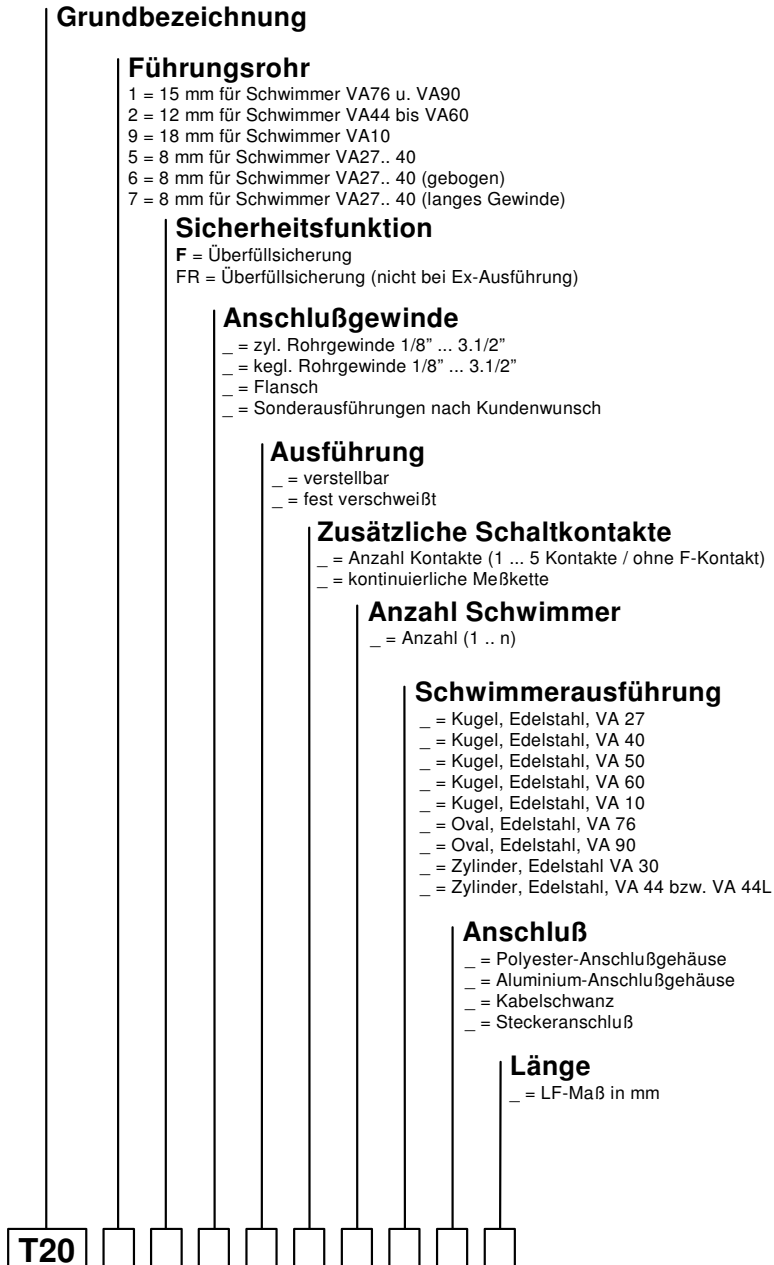 Grundbezeichnung
Führungsrohr
1 = 15 mm für Schwimmer VA76 u. VA90
2 = 12 mm für Schwimmer VA44 bis VA60
9 = 18 mm für Schwimmer VA10
5 = 8 mm für Schwimmer VA27.. 40
6 = 8 mm für Schwimmer VA27.. 40 (gebogen)
7 = 8 mm für Schwimmer VA27.. 40 (langes Gewinde)
Sicherheitsfunktion
F = Überfüllsicherung
FR = Überfüllsicherung (nicht bei Ex-Ausführung)
Anschlußgewinde
_ = zyl. Rohrgewinde 1/8” ... 3.1/2”
_ = kegl. Rohrgewinde 1/8” ... 3.1/2”
_ = Flansch
_ = Sonderausführungen nach Kundenwunsch
Ausführung
_ = verstellbar
_ = fest verschweißt
Zusätzliche Schaltkontakte
_ = Anzahl Kontakte (1 ... 5 Kontakte / ohne F-Kontakt)
_ = kontinuierliche Meßkette
Anzahl Schwimmer
_ = Anzahl (1 .. n)
Schwimmerausführung
_ = Kugel, Edelstahl, VA 27
_ = Kugel, Edelstahl, VA 40
_ = Kugel, Edelstahl, VA 50
_ = Kugel, Edelstahl, VA 60
_ = Kugel, Edelstahl, VA 10
_ = Oval, Edelstahl, VA 76
_ = Oval, Edelstahl, VA 90
_ = Zylinder, Edelstahl VA 30
_ = Zylinder, Edelstahl, VA 44 bzw. VA 44L
Anschluß
_ = Polyester-Anschlußgehäuse
_ = Aluminium-Anschlußgehäuse
_ = Kabelschwanz
_ = Steckeranschluß
Länge
_ = LF-Maß in mm
T20